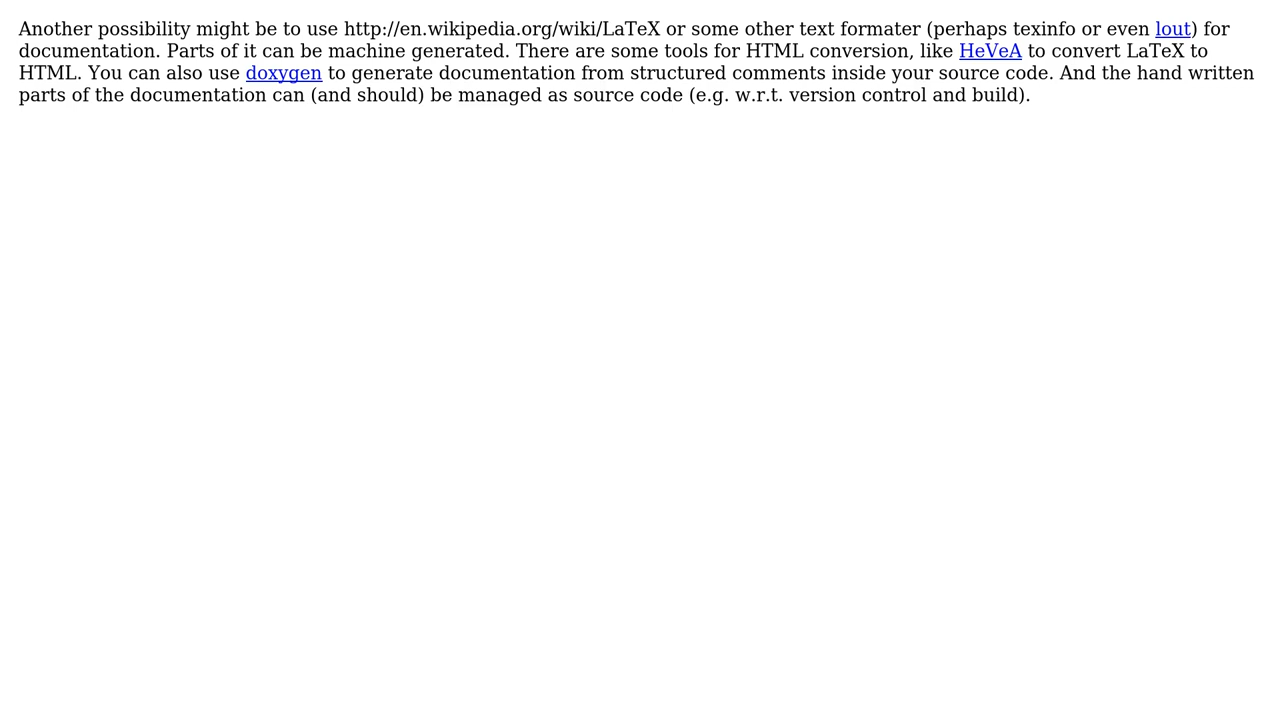 Another possibility might be to use http://en.wikipedia.org/wiki/LaTeX or some other text formater (perhaps texinfo or even lout) for
documentation. Parts of it can be machine generated. There are some tools for HTML conversion, like HeVeA to convert LaTeX to
HTML. You can also use doxygen to generate documentation from structured comments inside your source code. And the hand written
parts of the documentation can (and should) be managed as source code (e.g. w.r.t. version control and build).